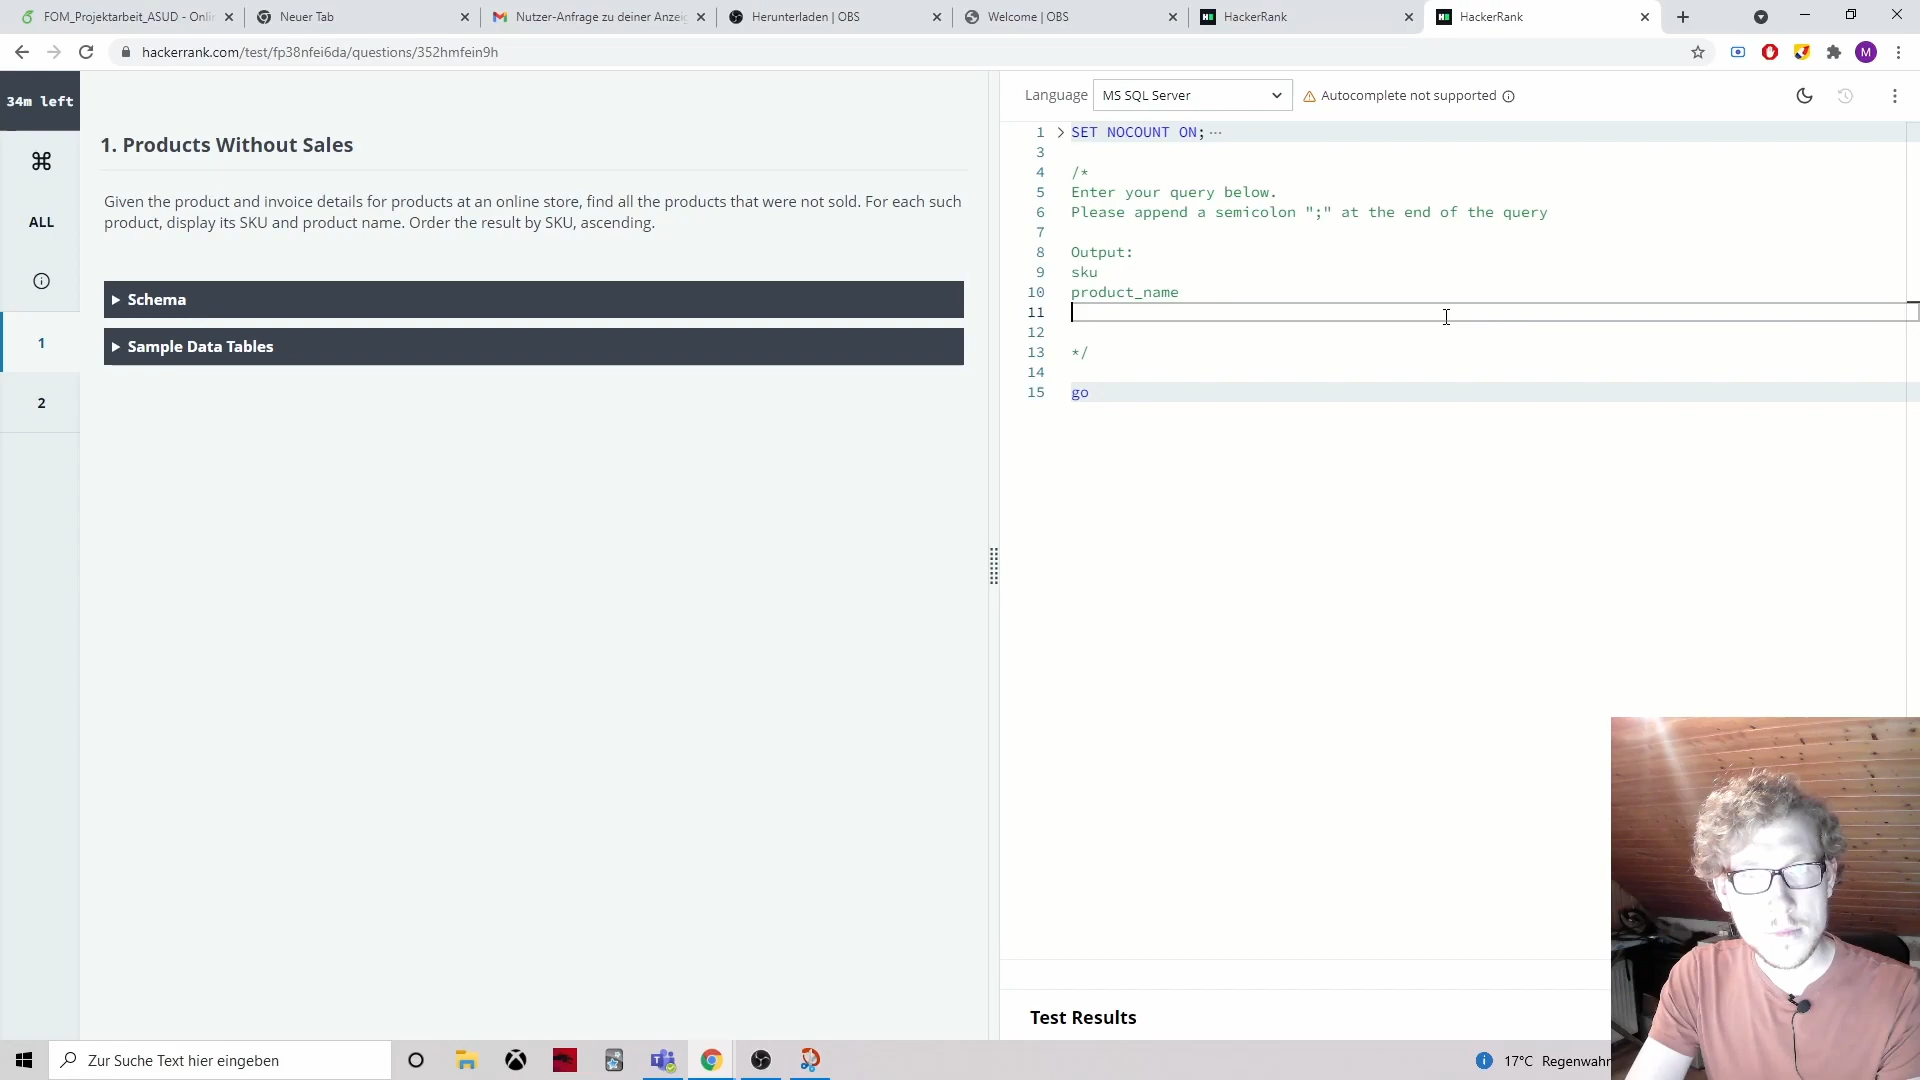 FOM_Projektarbeit_ASUD - Onli
Neuer Tab
Nutzer-Anfrage zu deiner Anzeig
Herunterladen | OBS
Welcome | OBS
HackerRank
HackerRank
hackerrank.com/test/fp38nfei6da/questions/352hmfein9h
M
34m left
ALL
1
2
1. Products Without Sales
Given the product and invoice details for products at an online store, find all the products that were not sold. For each such
product, display its SKU and product name. Order the result by SKU, ascending.
Schema
Sample Data Tables
Language
MS SQL Server
Autocomplete not supported
1 SET NOCOUNT ON; ···
3
4 /*
5 Enter your query below.
6 Please append a semicolon ";" at the end of the query
7
8 Output:
9 sku
10 product_name
11
12
13 */
14
15 go
Test Results
Zur Suche Text hier eingeben
17°C Regenwahr